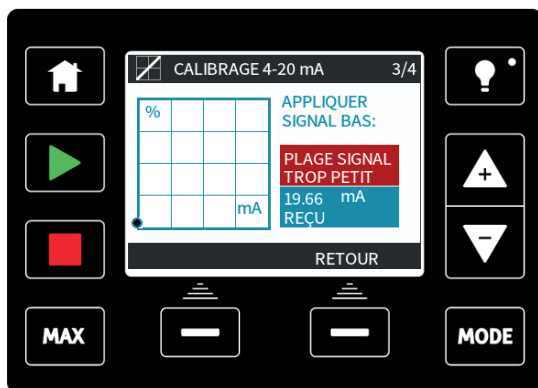 CALIBRAGE 4-20 mA 3/4
%
mA
APPLIQUER
SIGNAL BAS:
PLAGE SIGNAL
TROP PETIT
19.66 mA
REÇU
RETOUR
+
-
MAX
MODE